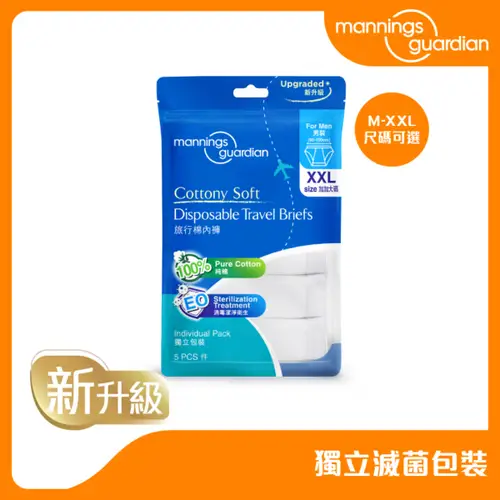 mannings
guardian
M-XXL
尺碼可選
Upgraded+
新升級
mannings
guardian
For Men
男裝
XXL
size 加加大碼
Cottony Soft
Disposable Travel Briefs
旅行棉內褲
100%
Pure Cotton
純棉
EO
Sterilization
Treatment
消毒潔淨衛生
Individual Pack
獨立包裝
5 PCS 件
新升級
獨立滅菌包裝